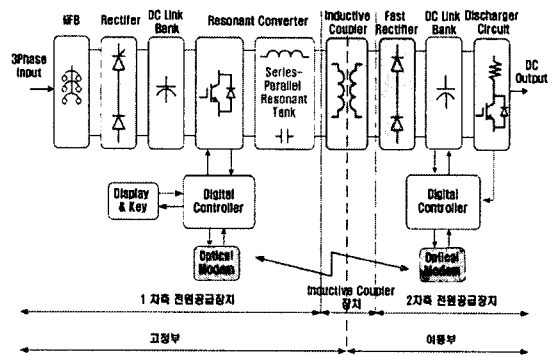 NFB
Rectifer
DC Link
Bank
Resonant Converter
Inductive
Coupler
Fast
Rectifier
DC Link
Bank
Discharger
Circuit
3Phase
Input
Series-
Parallel
Resonant
Tank
DC
Output
Display
& Key
Digital
Controller
Digital
Controller
Optical
Modem
Optical
Modem
1 차측 전원공급장치
Inductive Coupler
장치
2차측 전원공급장치
고정부
이동부